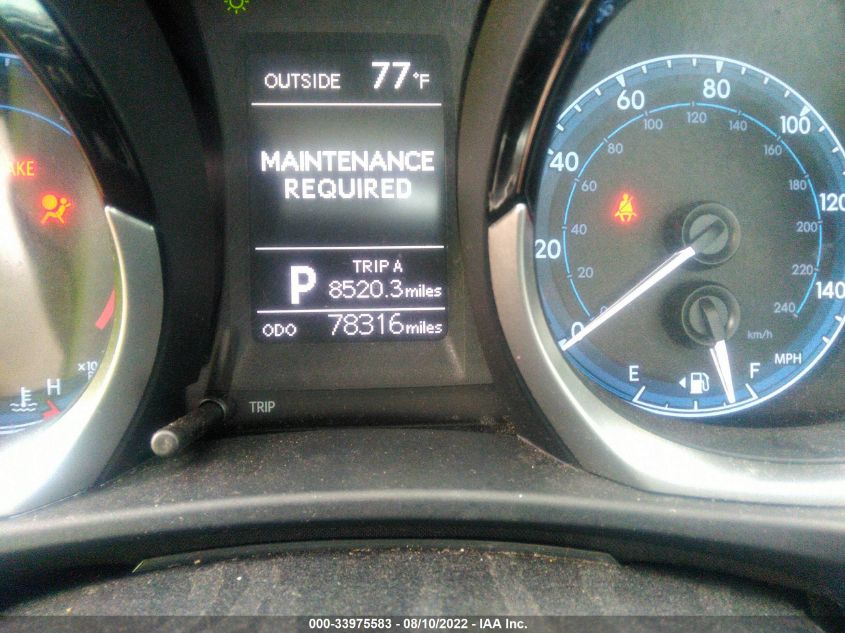 OUTSIDE 77°F
MAINTENANCE
REQUIRED
P
TRIP A
8520.3 miles
ODO 78316 miles
TRIP
AKE
H
0 20 40 60 80 100 120 140
0 20 40 60 80 100 120 140 160 180 200 220 240
km/h
MPH
E F
000-33975583 - 08/10/2022 - IAA Inc.